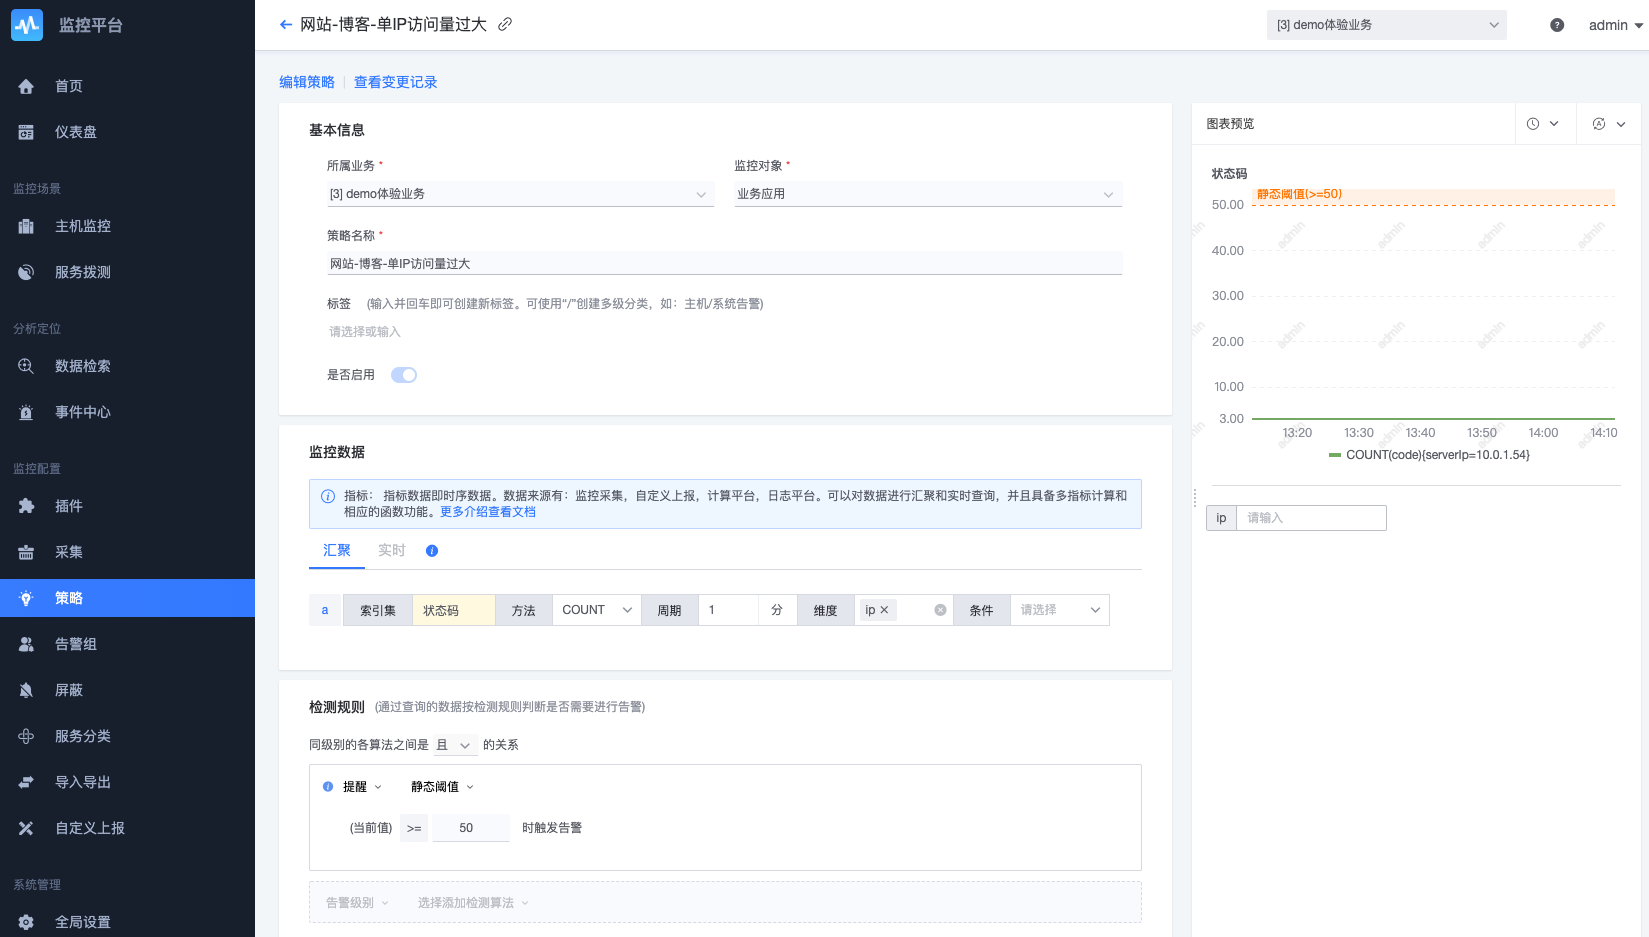 监控平台
网站-博客-单IP访问量过大
[3] demo体验业务
admin
首页
仪表盘
监控场景
主机监控
服务拨测
分析定位
数据检索
事件中心
监控配置
插件
采集
策略
告警组
屏蔽
服务分类
导入导出
自定义上报
系统管理
全局设置
编辑策略 | 查看变更记录
基本信息
所属业务 * 监控对象 *
[3] demo体验业务 业务应用
策略名称 *
网站-博客-单IP访问量过大
标签 (输入并回车即可创建新标签。可使用“/”创建多级分类，如：主机/系统告警)
请选择或输入
是否启用
监控数据
指标： 指标数据即时序数据。数据来源有：监控采集，自定义上报，计算平台，日志平台。可以对数据进行汇聚和实时查询，并且具备多指标计算和
相应的函数功能。更多介绍查看文档
汇聚 实时
a 索引集 状态码 方法 COUNT 周期 1 分 维度 ip 条件 请选择
检测规则 (通过查询的数据按检测规则判断是否需要进行告警)
同级别的各算法之间是 且 的关系
提醒 静态阈值
(当前值) >= 50 时触发告警
告警级别 选择添加检测算法
图表预览
状态码
静态阈值(>=50)
50.00
40.00
30.00
20.00
10.00
3.00
13:20 13:30 13:40 13:50 14:00 14:10
COUNT(code){serverIp=10.0.1.54}
admin admin admin admin
admin admin admin admin
admin admin admin admin
ip 请输入